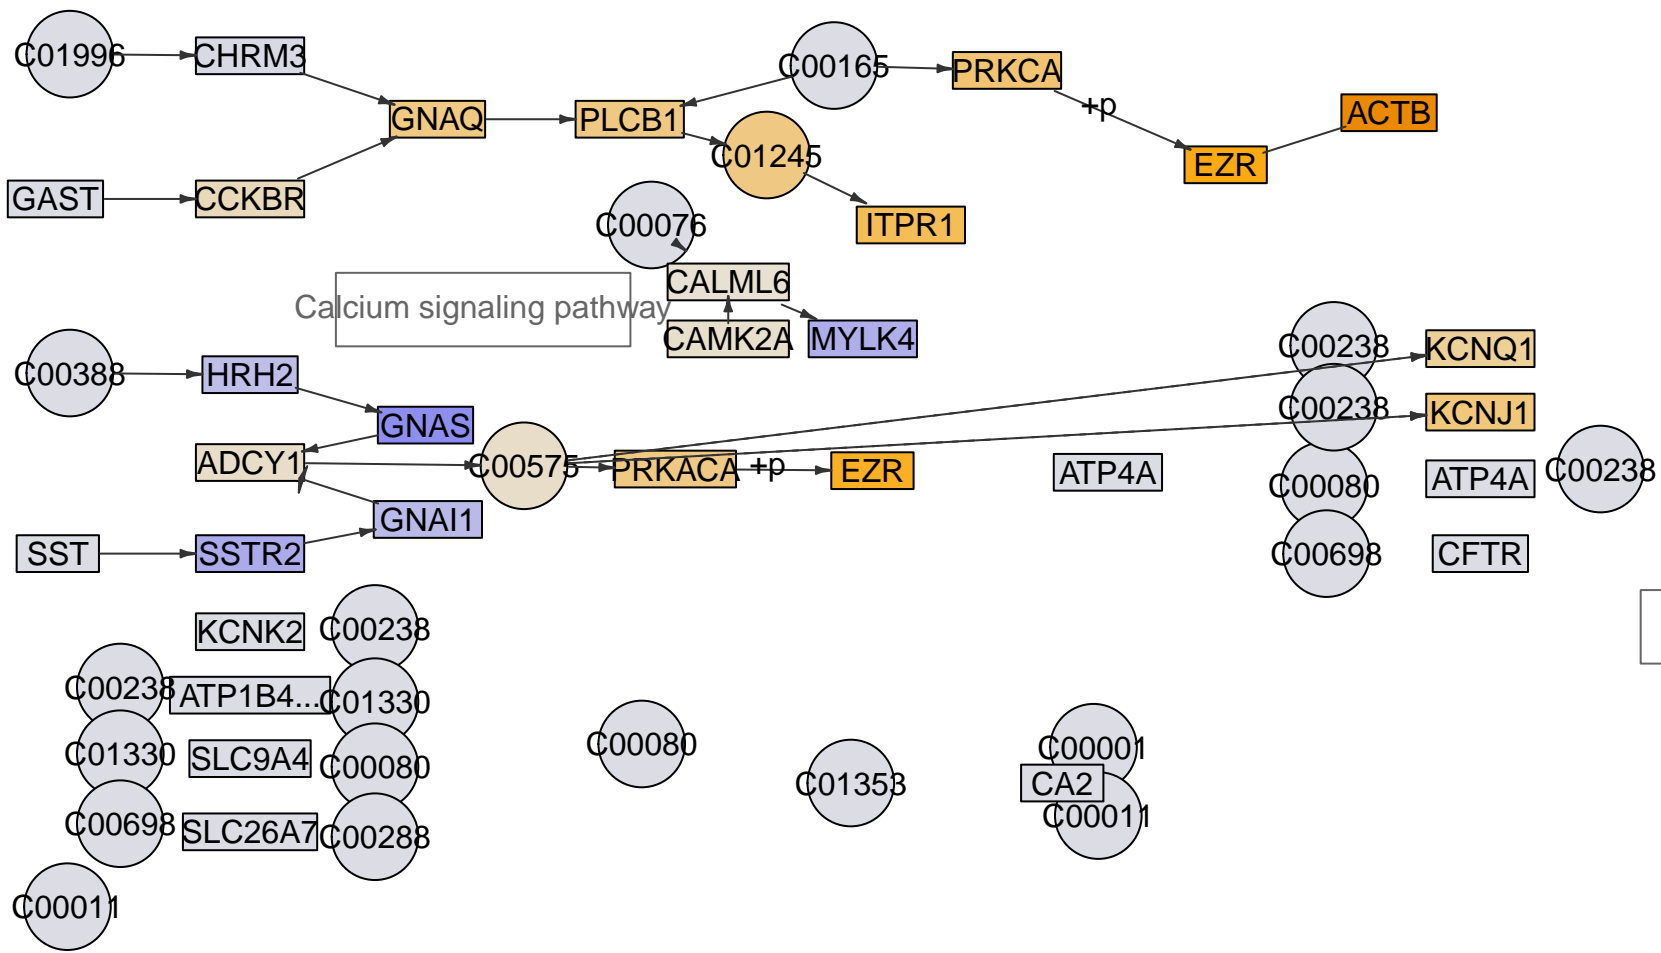 C01996
CHRM3
C00165
PRKCA
+p
ACTB
GNAQ
PLCB1
C01245
EZR
GAST
CCKBR
C00076
ITPR1
CALML6
Calcium signaling pathway
CAMK2A
MYLK4
C00238
KCNQ1
C00388
HRH2
C00238
KCNJ1
GNAS
ADCY1
C00575
PRKACA
+p
EZR
ATP4A
C00080
ATP4A
C00238
GNAI1
SST
SSTR2
C00698
CFTR
KCNK2
C00238
C00238
ATP1B4...
C01330
C01330
SLC9A4
C00080
C00080
C01353
C00001
CA2
C00011
C00698
SLC26A7
C00288
C00011